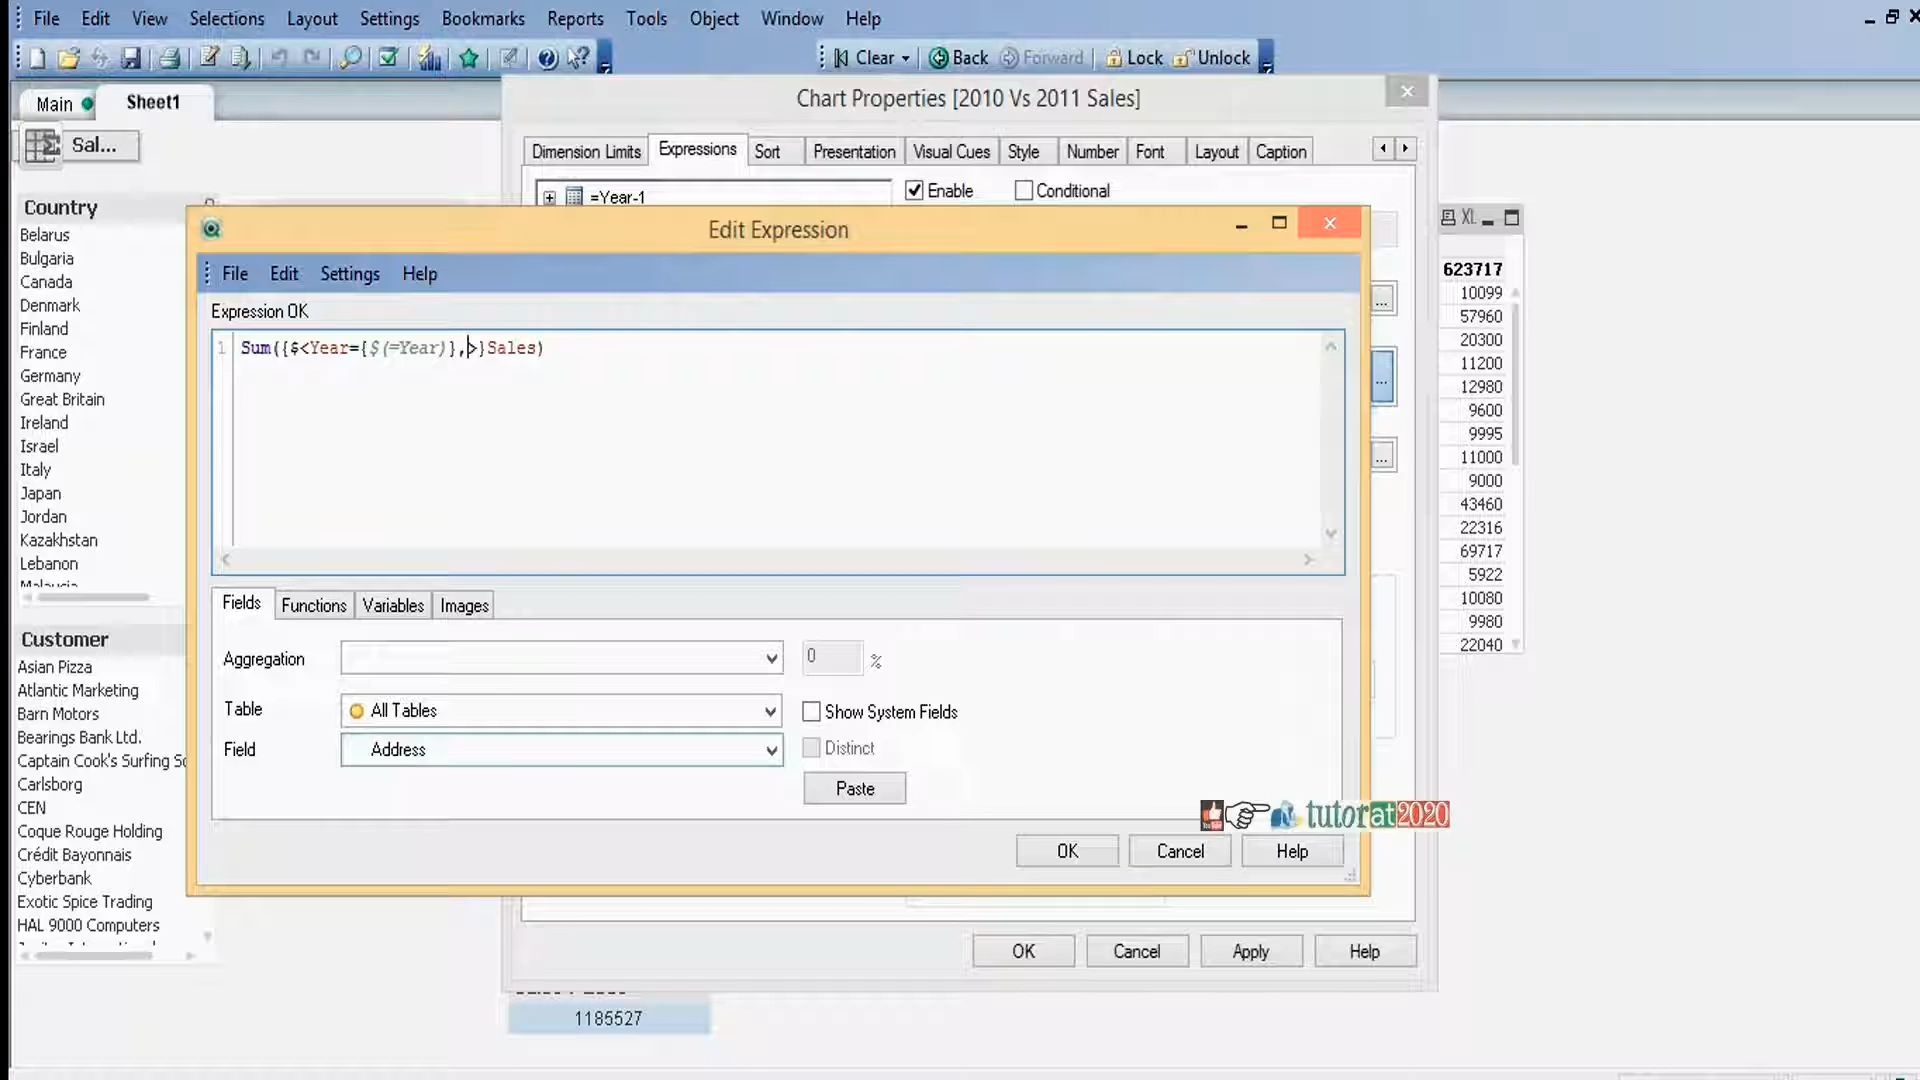 File Edit View Selections Layout Settings Bookmarks Reports Tools Object Window Help
Clear Back Forward Lock Unlock
Main Sheet1
Sal...
Chart Properties [2010 Vs 2011 Sales]
Dimension Limits Expressions Sort Presentation Visual Cues Style Number Font Layout Caption
=Year-1 Enable Conditional
Country
Belarus
Bulgaria
Canada
Denmark
Finland
France
Germany
Great Britain
Ireland
Israel
Italy
Japan
Jordan
Kazakhstan
Lebanon
Malaysia
Customer
Asian Pizza
Atlantic Marketing
Barn Motors
Bearings Bank Ltd.
Captain Cook's Surfing
Carlsborg
CEN
Coque Rouge Holding
Crédit Bayonnais
Cyberbank
Exotic Spice Trading
HAL 9000 Computers
Edit Expression
File Edit Settings Help
Expression OK
1 Sum({$<Year={$(=Year)},>}Sales)
Fields Functions Variables Images
Aggregation 0 %
Table All Tables Show System Fields
Field Address Distinct
Paste
OK Cancel Help
tutorat2020
OK Cancel Apply Help
XL
623717
10099
57960
20300
11200
12980
9600
9995
11000
9000
43460
22316
69717
5922
10080
9980
22040
1185527